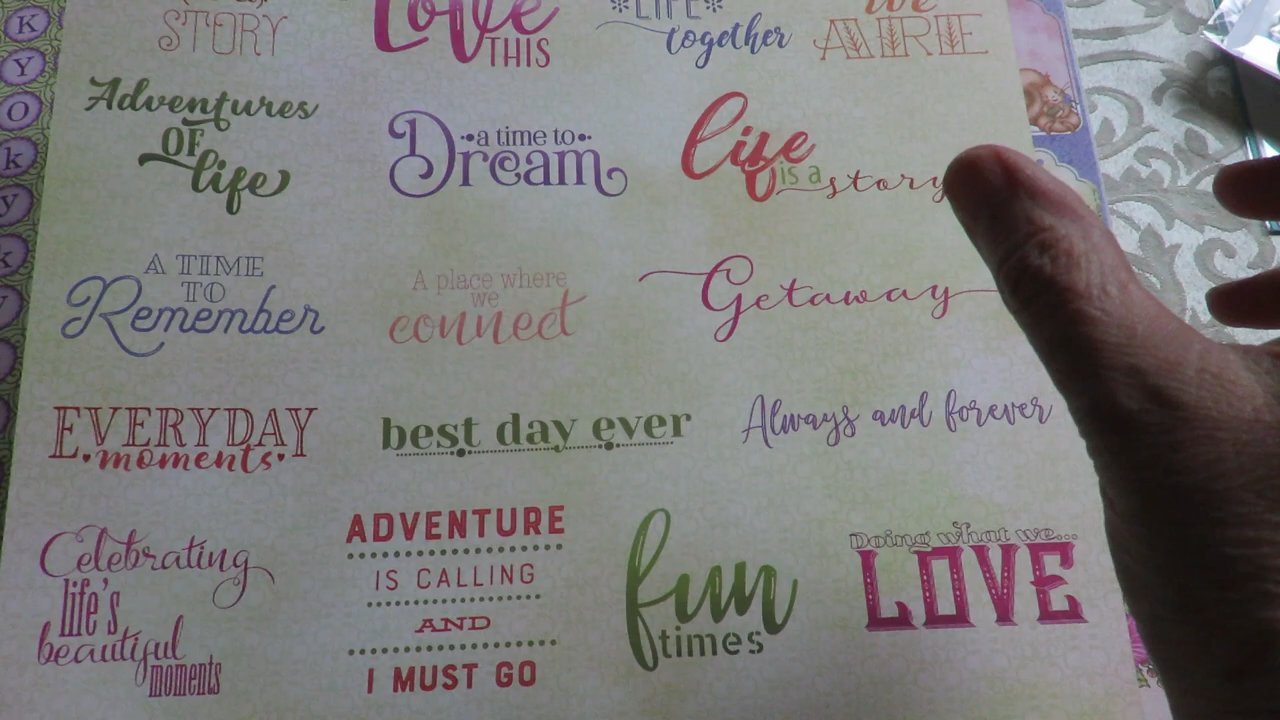 STORY
Love
THIS
LIFE
together
we
ARE
Adventures
OF
life
a time to
Dream
life
is a story
A TIME
TO
Remember
A place where
we
connect
Getaway
EVERYDAY
moments
best day ever
Always and forever
Celebrating
life's
beautiful
moments
ADVENTURE
IS CALLING
AND
I MUST GO
fun
times
Doing what we...
LOVE
K
Y
O
k
y
k
y